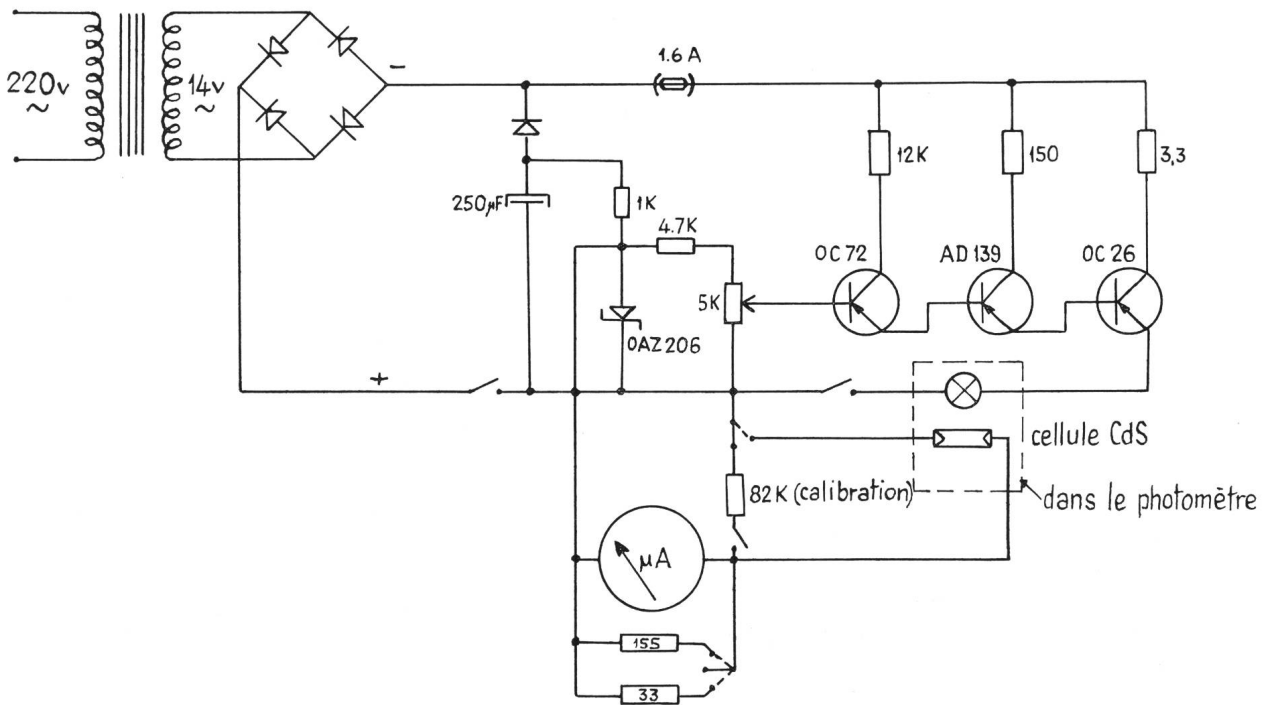 220v
~
14v
~
-
1.6 A
12K
150
3,3
250µF
1K
4.7K
OC 72
AD 139
OC 26
5K
OAZ 206
+
cellule CdS
82K (calibration)
dans le photomètre
µA
155
33